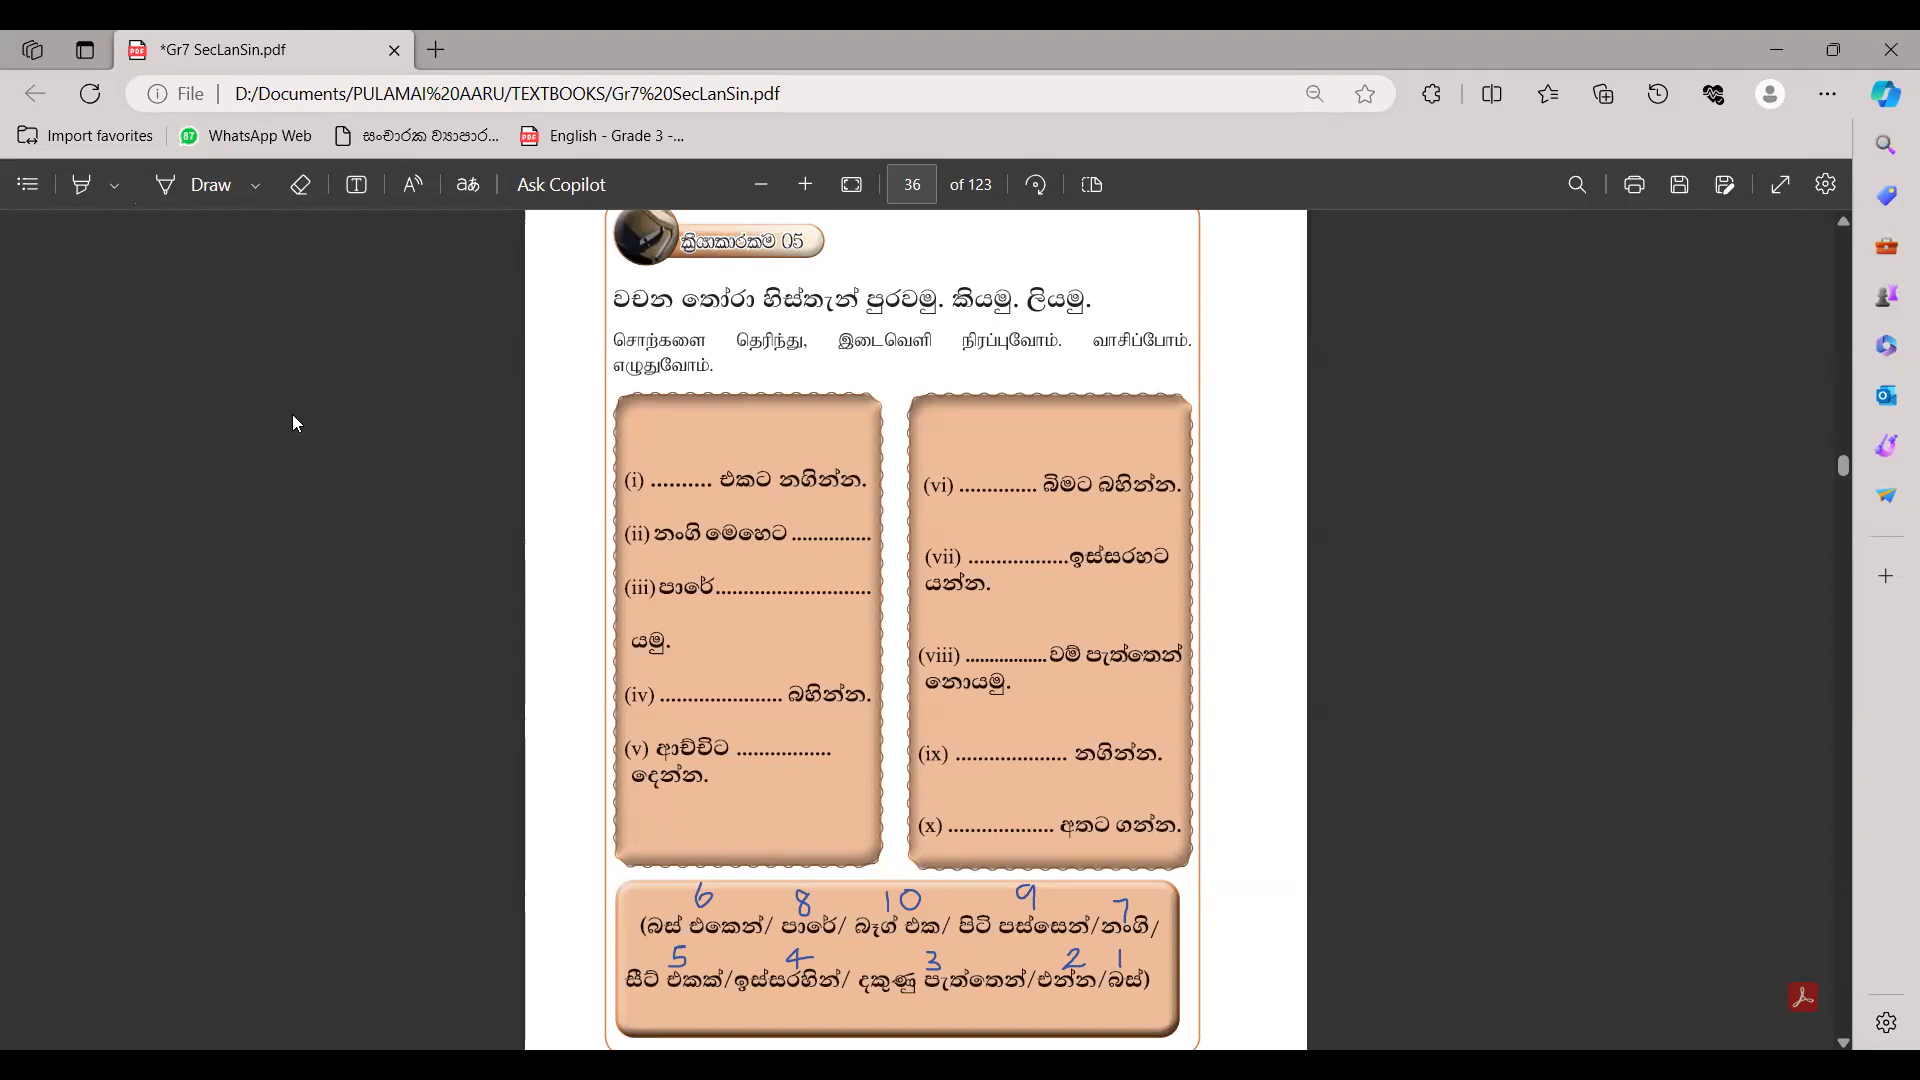 *Gr7 SecLanSin.pdf
File D:/Documents/PULAMAI%20AARU/TEXTBOOKS/Gr7%20SecLanSin.pdf
Import favorites 87 WhatsApp Web සංචාරක ව්‍යාපාර... English - Grade 3 -...
Draw Ask Copilot 36 of 123
ක්‍රියාකාරකම 05
වචන තෝරා හිස්තැන් පුරවමු. කියමු. ලියමු.
சொற்களை தெரிந்து, இடைவெளி நிரப்புவோம். வாசிப்போம்.
எழுதுவோம்.
(i) .......... එකට නගින්න.
(ii) නංගි මෙහෙට ...............
(iii) පාරේ.............................
යමු.
(iv) ....................... බහින්න.
(v) ආච්චිට .................
දෙන්න.
(vi) .............. බිමට බහින්න.
(vii) ..................ඉස්සරහට
යන්න.
(viii) .................වම් පැත්තෙන්
නොයමු.
(ix) .................... නගින්න.
(x) ................... අතට ගන්න.
6 8 10 9 7
(බස් එකෙන්/ පාරේ/ බෑග් එක/ පිටි පස්සෙන්/නංගි/
5 4 3 2 1
සීට් එකක්/ඉස්සරහින්/ දකුණු පැත්තෙන්/එන්න/බස්)